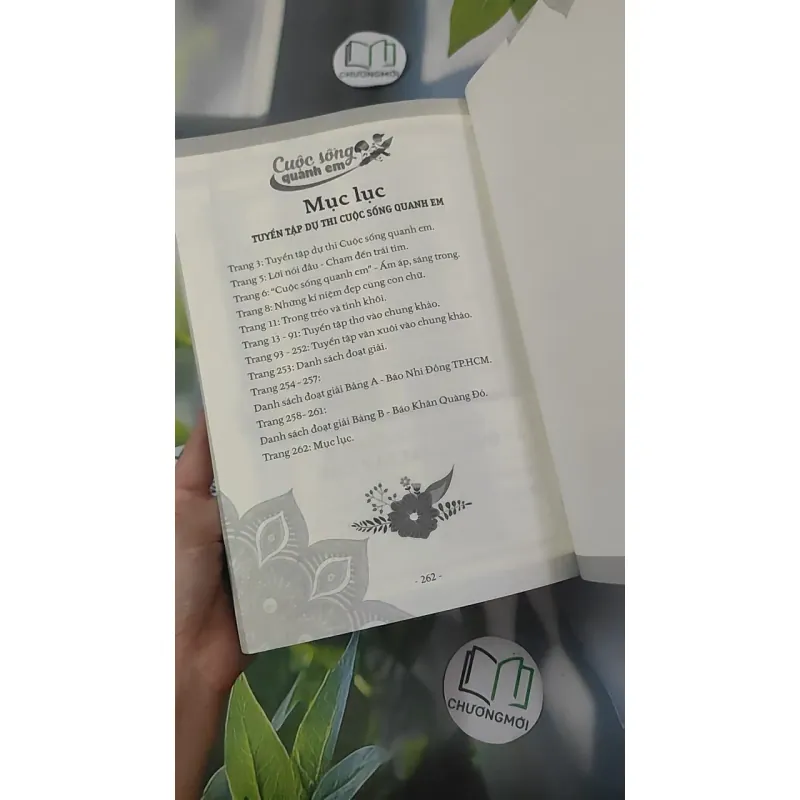 CHƯƠNGMỚI
Cuộc sống
quanh em
Mục lục
TUYỂN TẬP DỰ THI CUỘC SỐNG QUANH EM
Trang 3: Tuyển tập dự thi Cuộc sống quanh em.
Trang 5: Lời nói đầu - Chạm đến trái tim.
Trang 6: "Cuộc sống quanh em" - Ấm áp, sáng trong.
Trang 8: Những kỉ niệm đẹp cùng con chữ.
Trang 11: Trong trẻo và tinh khôi.
Trang 13 - 91: Tuyển tập thơ vào chung khảo.
Trang 93 - 252: Tuyển tập văn xuôi vào chung khảo.
Trang 253: Danh sách đoạt giải.
Trang 254 - 257:
Danh sách đoạt giải Bảng A - Báo Nhi Đồng TP.HCM.
Trang 258 - 261:
Danh sách đoạt giải Bảng B - Báo Khăn Quàng Đỏ.
Trang 262: Mục lục.
- 262 -
CHƯƠNGMỚI